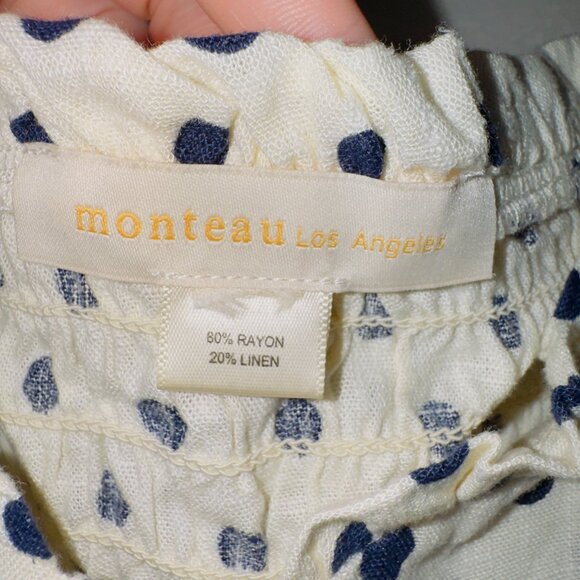 monteau Los Angeles
80% RAYON
20% LINEN